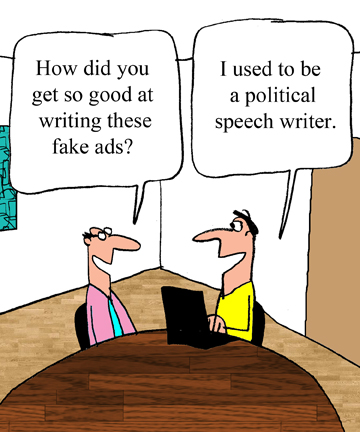 How did you
get so good at
writing these
fake ads?
I used to be
a political
speech writer.